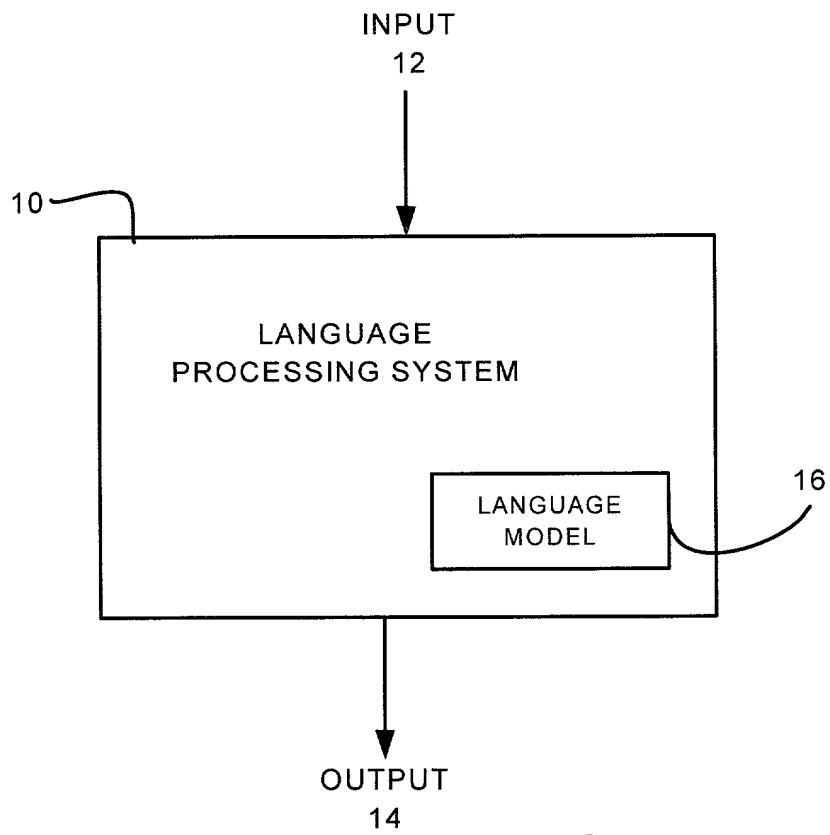 INPUT
12
10
LANGUAGE
PROCESSING SYSTEM
16
LANGUAGE
MODEL
OUTPUT
14